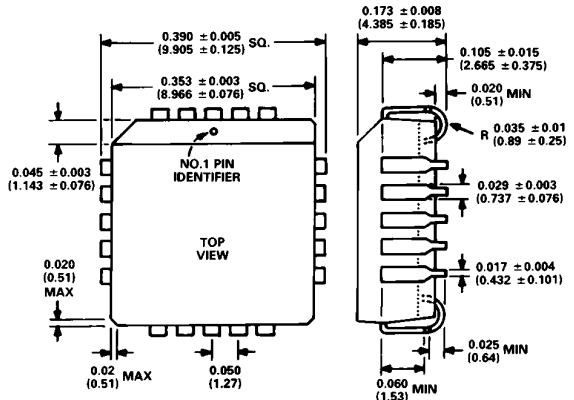 0.390 ± 0.005
(9.905 ± 0.125) SQ.
0.353 ± 0.003
(8.966 ± 0.076) SQ.
0.045 ± 0.003
(1.143 ± 0.076)
NO.1 PIN
IDENTIFIER
TOP
VIEW
0.020
(0.51)
MAX
0.02
(0.51) MAX
0.050
(1.27)
0.173 ± 0.008
(4.385 ± 0.185)
0.105 ± 0.015
(2.665 ± 0.375)
0.020
(0.51) MIN
R 0.035 ± 0.01
(0.89 ± 0.25)
0.029 ± 0.003
(0.737 ± 0.076)
0.017 ± 0.004
(0.432 ± 0.101)
0.025
(0.64) MIN
0.060
(1.53) MIN